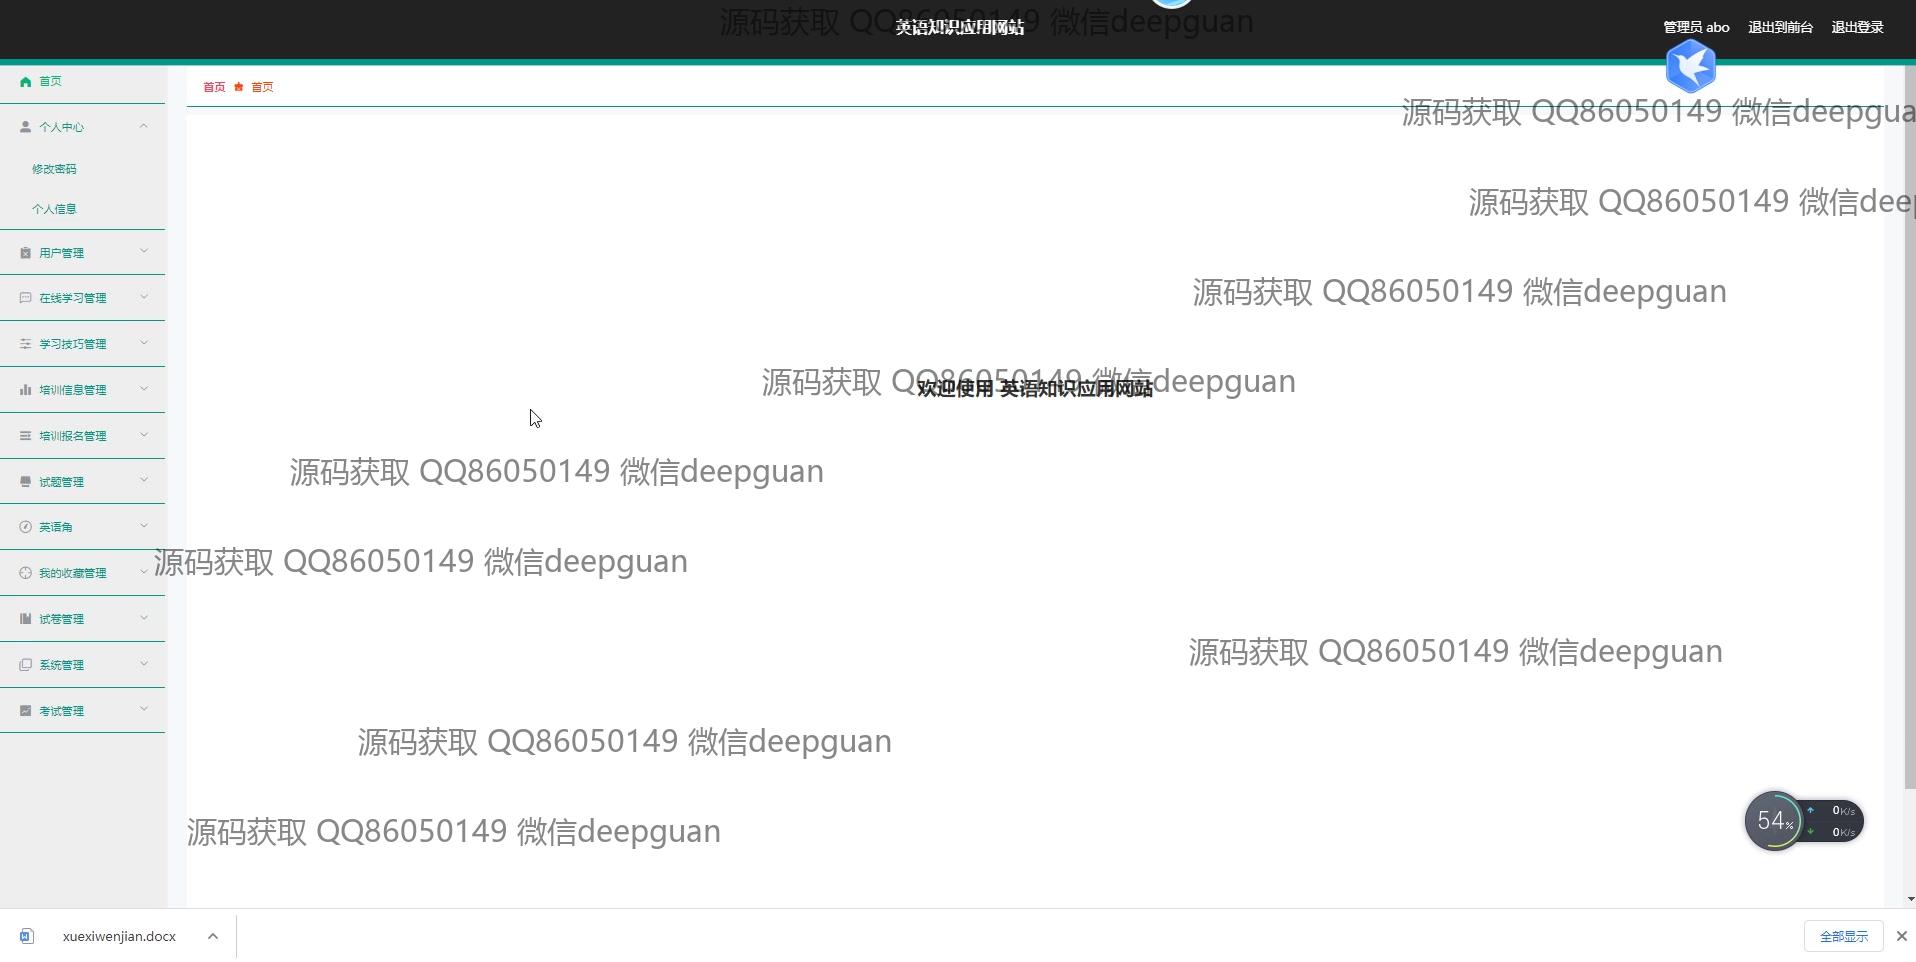 源码获取 QQ86050149 微信deepguan
英语知识应用网站
管理员 abo 退出到前台 退出登录
首页
首页 首页
源码获取 QQ86050149 微信deepgua
个人中心
修改密码
源码获取 QQ86050149 微信deep
个人信息
用户管理
在线学习管理
源码获取 QQ86050149 微信deepguan
学习技巧管理
培训信息管理
源码获取 QQ86050149 微信deepguan
欢迎使用 英语知识应用网站
培训报名管理
源码获取 QQ86050149 微信deepguan
试题管理
英语角
源码获取 QQ86050149 微信deepguan
我的收藏管理
试卷管理
源码获取 QQ86050149 微信deepguan
系统管理
考试管理
源码获取 QQ86050149 微信deepguan
源码获取 QQ86050149 微信deepguan
54%
0K/s
0K/s
xuexiwenjian.docx
全部显示